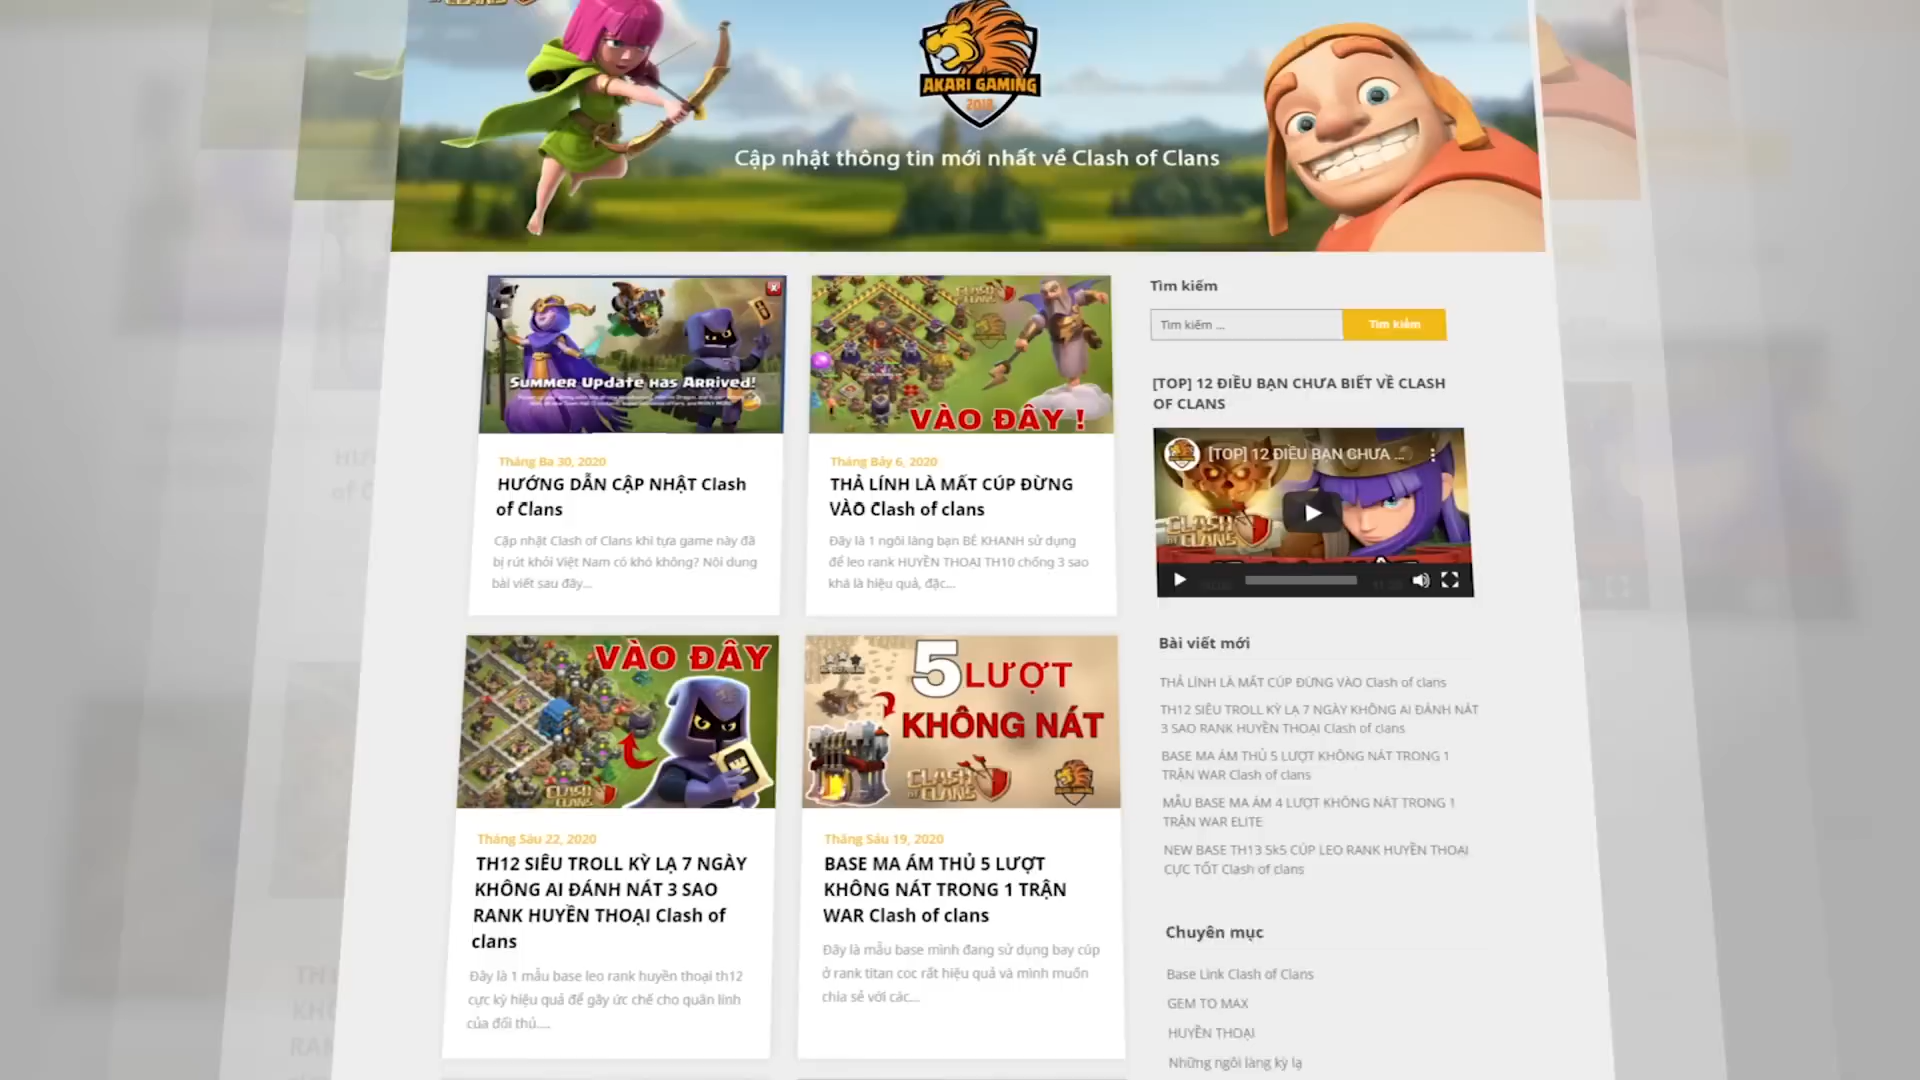 AKARI GAMING
2018
Cập nhật thông tin mới nhất về Clash of Clans
SUMMER UPDATE HAS ARRIVED!
Tháng Ba 30, 2020
HƯỚNG DẪN CẬP NHẬT Clash
of Clans
Cập nhật Clash of Clans khi tựa game này đã
bị rút khỏi Việt Nam có khó không? Nội dung
bài viết sau đây...
CLASH OF CLANS
VÀO ĐÂY !
Tháng Bảy 6, 2020
THẢ LÍNH LÀ MẤT CÚP ĐỪNG
VÀO Clash of clans
Đây là 1 ngôi làng bạn BÉ KHANH sử dụng
để leo rank HUYỀN THOẠI TH10 chống 3 sao
khá là hiệu quả, đặc...
VÀO ĐÂY
CLASH OF CLANS
Tháng Sáu 22, 2020
TH12 SIÊU TROLL KỲ LẠ 7 NGÀY
KHÔNG AI ĐÁNH NÁT 3 SAO
RANK HUYỀN THOẠI Clash of
clans
Đây là 1 mẫu base leo rank huyền thoại th12
cực kỳ hiệu quả để gây ức chế cho quân lính
của đối thủ....
5 LƯỢT
KHÔNG NÁT
CLASH OF CLANS
Tháng Sáu 19, 2020
BASE MA ÁM THỦ 5 LƯỢT
KHÔNG NÁT TRONG 1 TRẬN
WAR Clash of clans
Đây là mẫu base mình đang sử dụng bay cúp
ở rank titan coc rất hiệu quả và mình muốn
chia sẻ với các...
Tìm kiếm
Tìm kiếm ...
Tìm kiếm
[TOP] 12 ĐIỀU BẠN CHƯA BIẾT VỀ CLASH
OF CLANS
[TOP] 12 ĐIỀU BẠN CHƯA ...
CLASH OF CLANS
Bài viết mới
THẢ LÍNH LÀ MẤT CÚP ĐỪNG VÀO Clash of clans
TH12 SIÊU TROLL KỲ LẠ 7 NGÀY KHÔNG AI ĐÁNH NÁT
3 SAO RANK HUYỀN THOẠI Clash of clans
BASE MA ÁM THỦ 5 LƯỢT KHÔNG NÁT TRONG 1
TRẬN WAR Clash of clans
MẪU BASE MA ÁM 4 LƯỢT KHÔNG NÁT TRONG 1
TRẬN WAR ELITE
NEW BASE TH13 5k5 CÚP LEO RANK HUYỀN THOẠI
CỰC TỐT Clash of clans
Chuyên mục
Base Link Clash of Clans
GEM TO MAX
HUYỀN THOẠI
Những ngôi làng kỳ lạ